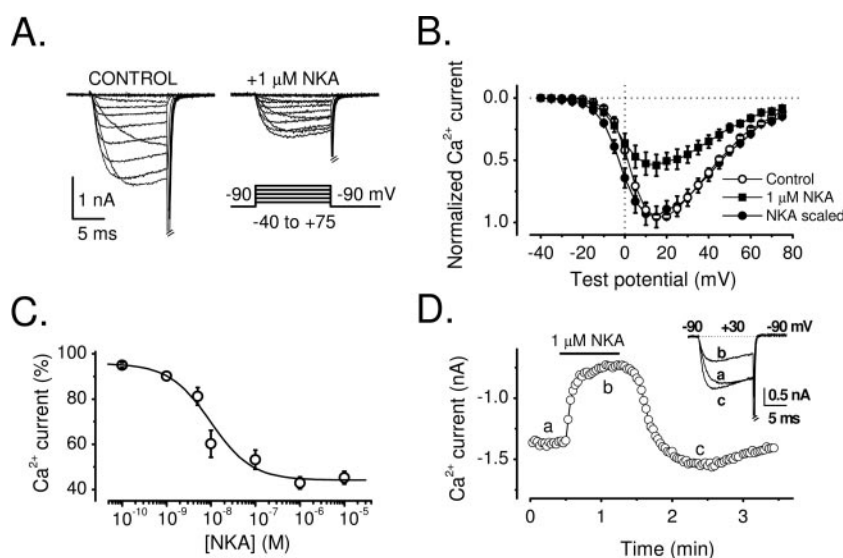 A.
CONTROL
+1 μM NKA
1 nA
5 ms
-90
-90 mV
-40 to +75
B.
Normalized Ca²⁺ current
0.0
0.5
1.0
Control
1 μM NKA
NKA scaled
-40 -20 0 20 40 60 80
Test potential (mV)
C.
Ca²⁺ current (%)
100
80
60
40
10⁻¹⁰ 10⁻⁹ 10⁻⁸ 10⁻⁷ 10⁻⁶ 10⁻⁵
[NKA] (M)
D.
1 μM NKA
-90 +30 -90 mV
b
a
c
0.5 nA
5 ms
Ca²⁺ current (nA)
-1.0
-1.5
a
b
c
0 1 2 3
Time (min)